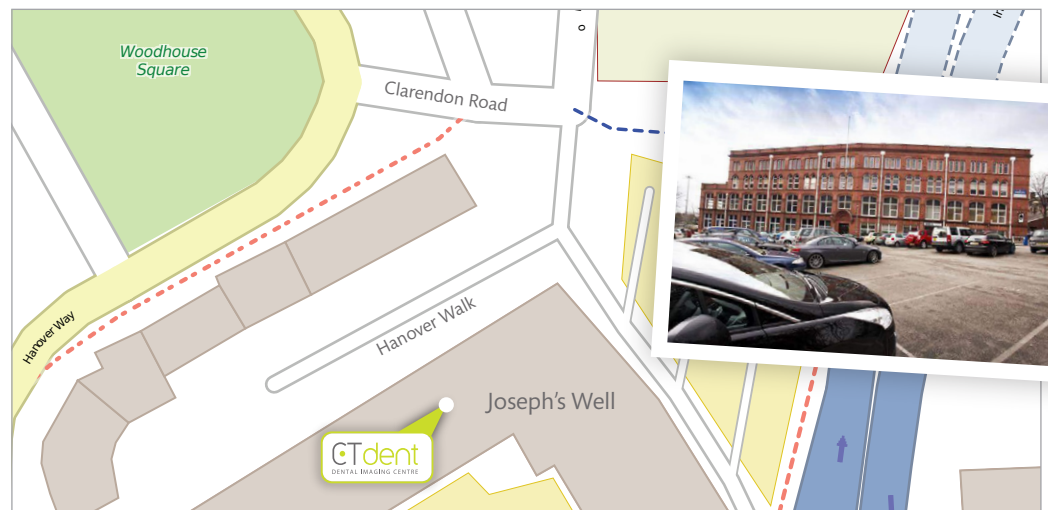 Woodhouse
Square
Clarendon Road
Hanover Way
Hanover Walk
Joseph's Well
CTdent
DENTAL IMAGING CENTRE